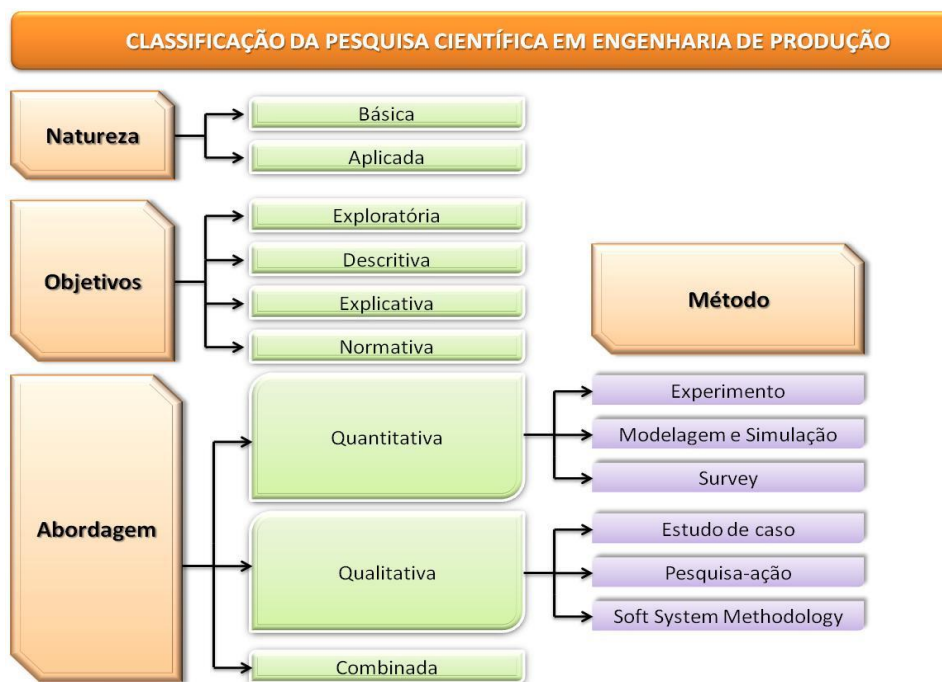 CLASSIFICAÇÃO DA PESQUISA CIENTÍFICA EM ENGENHARIA DE PRODUÇÃO
Natureza
Básica
Aplicada
Objetivos
Exploratória
Descritiva
Explicativa
Normativa
Método
Abordagem
Quantitativa
Experimento
Modelagem e Simulação
Survey
Qualitativa
Estudo de caso
Pesquisa-ação
Soft System Methodology
Combinada